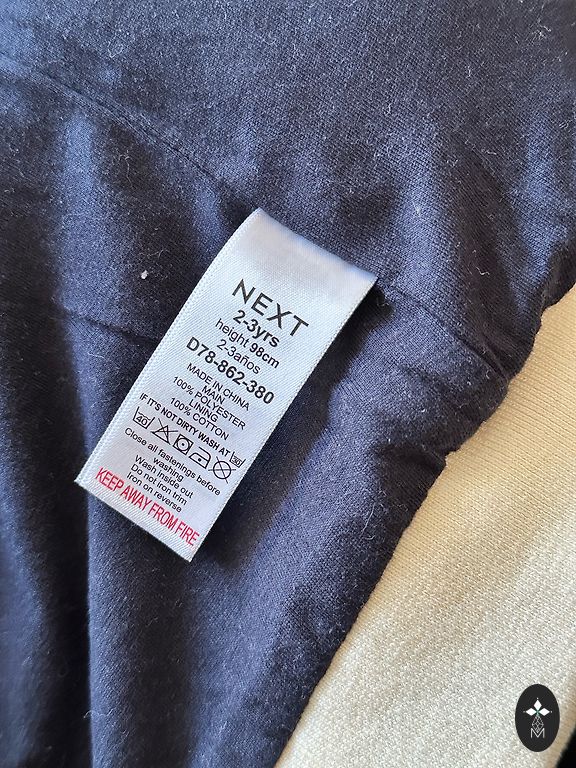 NEXT
2-3yrs
height 98cm
2-3años
D78-862-380
MADE IN CHINA
MAIN
100% POLYESTER
LINING
100% COTTON
IF IT'S NOT DIRTY WASH AT 30
40
Close all fastenings before
washing
Wash inside out
Do not iron trim
Iron on reverse
KEEP AWAY FROM FIRE
M